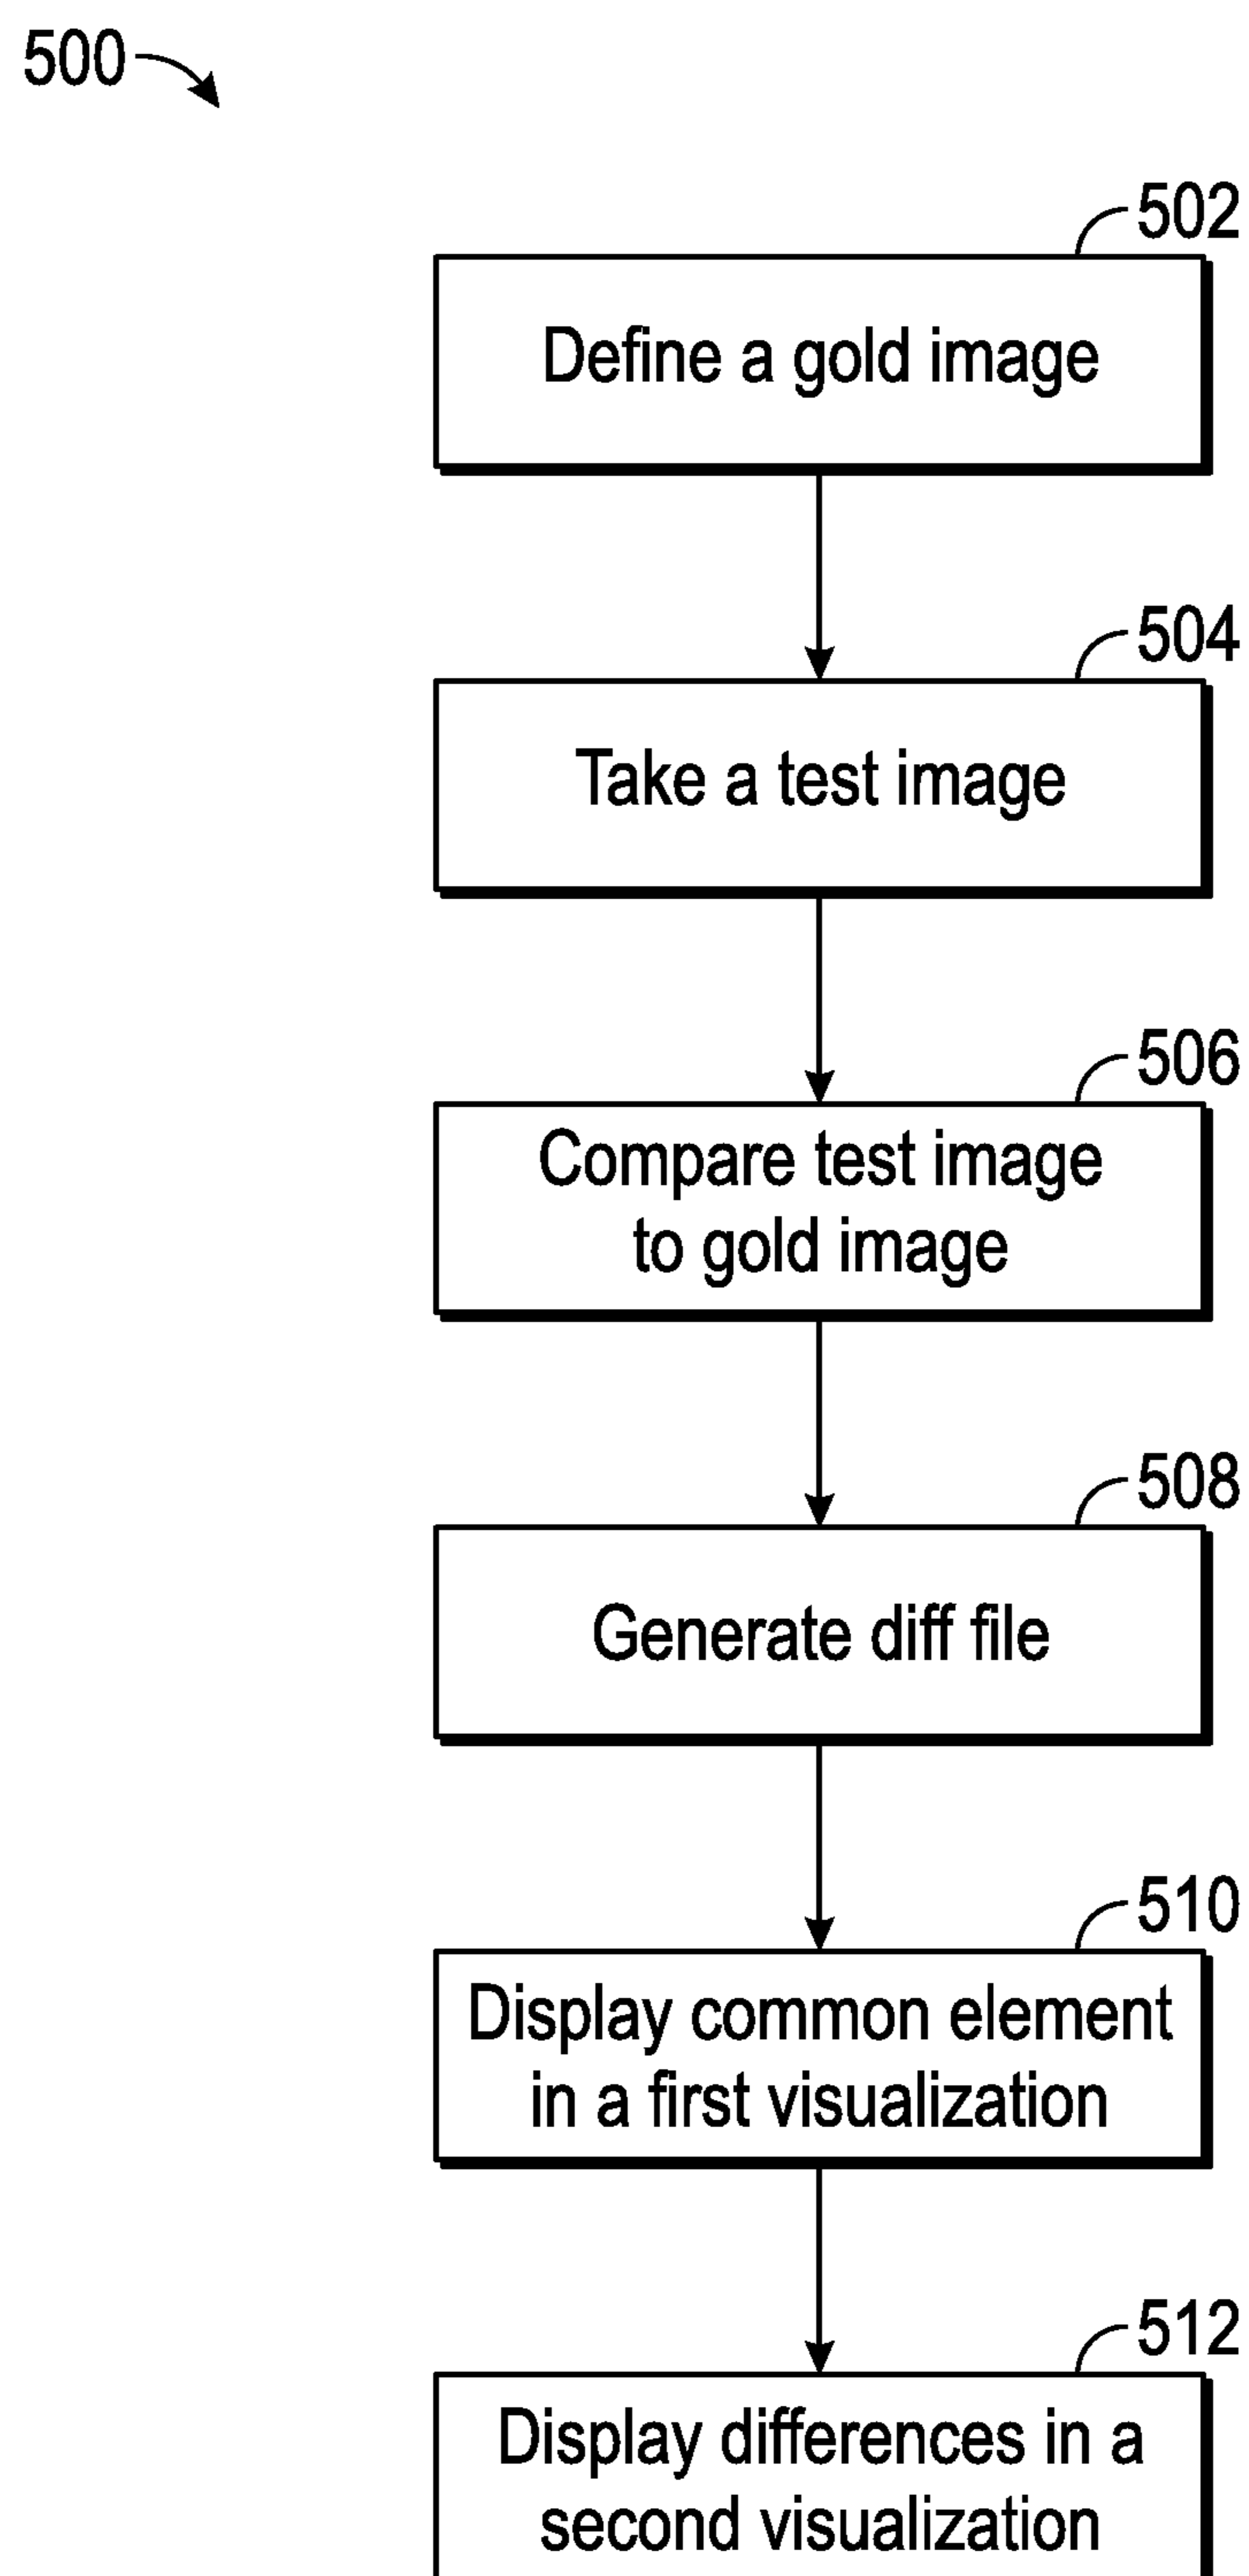 500
502
Define a gold image
504
Take a test image
506
Compare test image
to gold image
508
Generate diff file
510
Display common element
in a first visualization
512
Display differences in a
second visualization